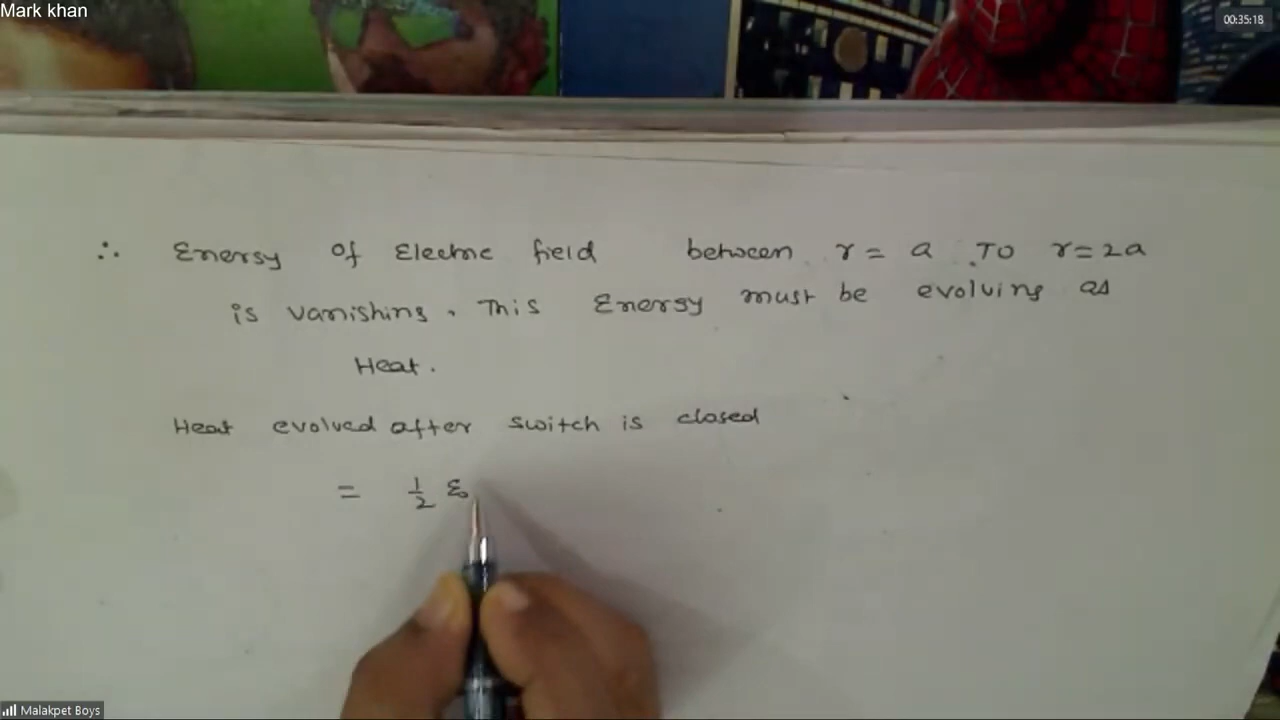 Mark khan
00:35:18
∴ Energy of Electric field between r = a To r = 2a
is vanishing. This Energy must be evolving as
Heat.
Heat evolved after switch is closed
= 1/2 ε₀
Malakpet Boys